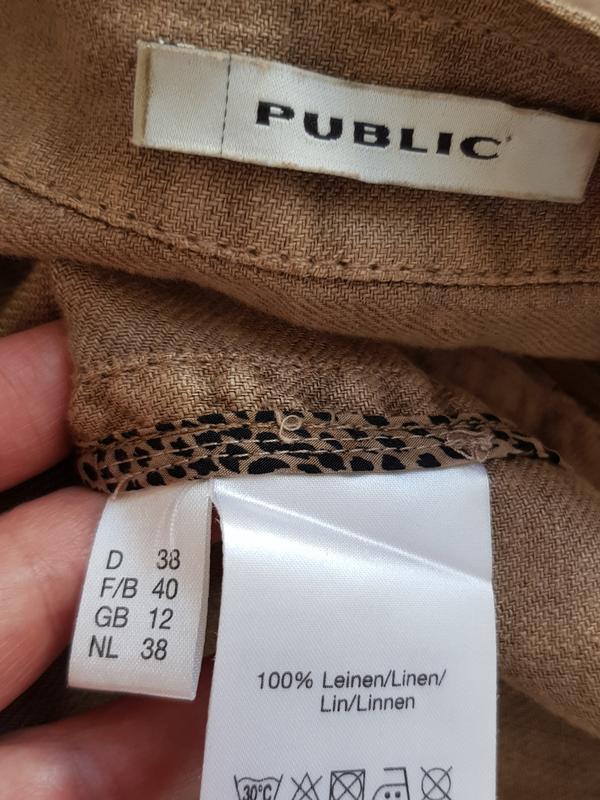 PUBLIC
D 38
F/B 40
GB 12
NL 38
100% Leinen/Linen/
Lin/Linnen
30°C